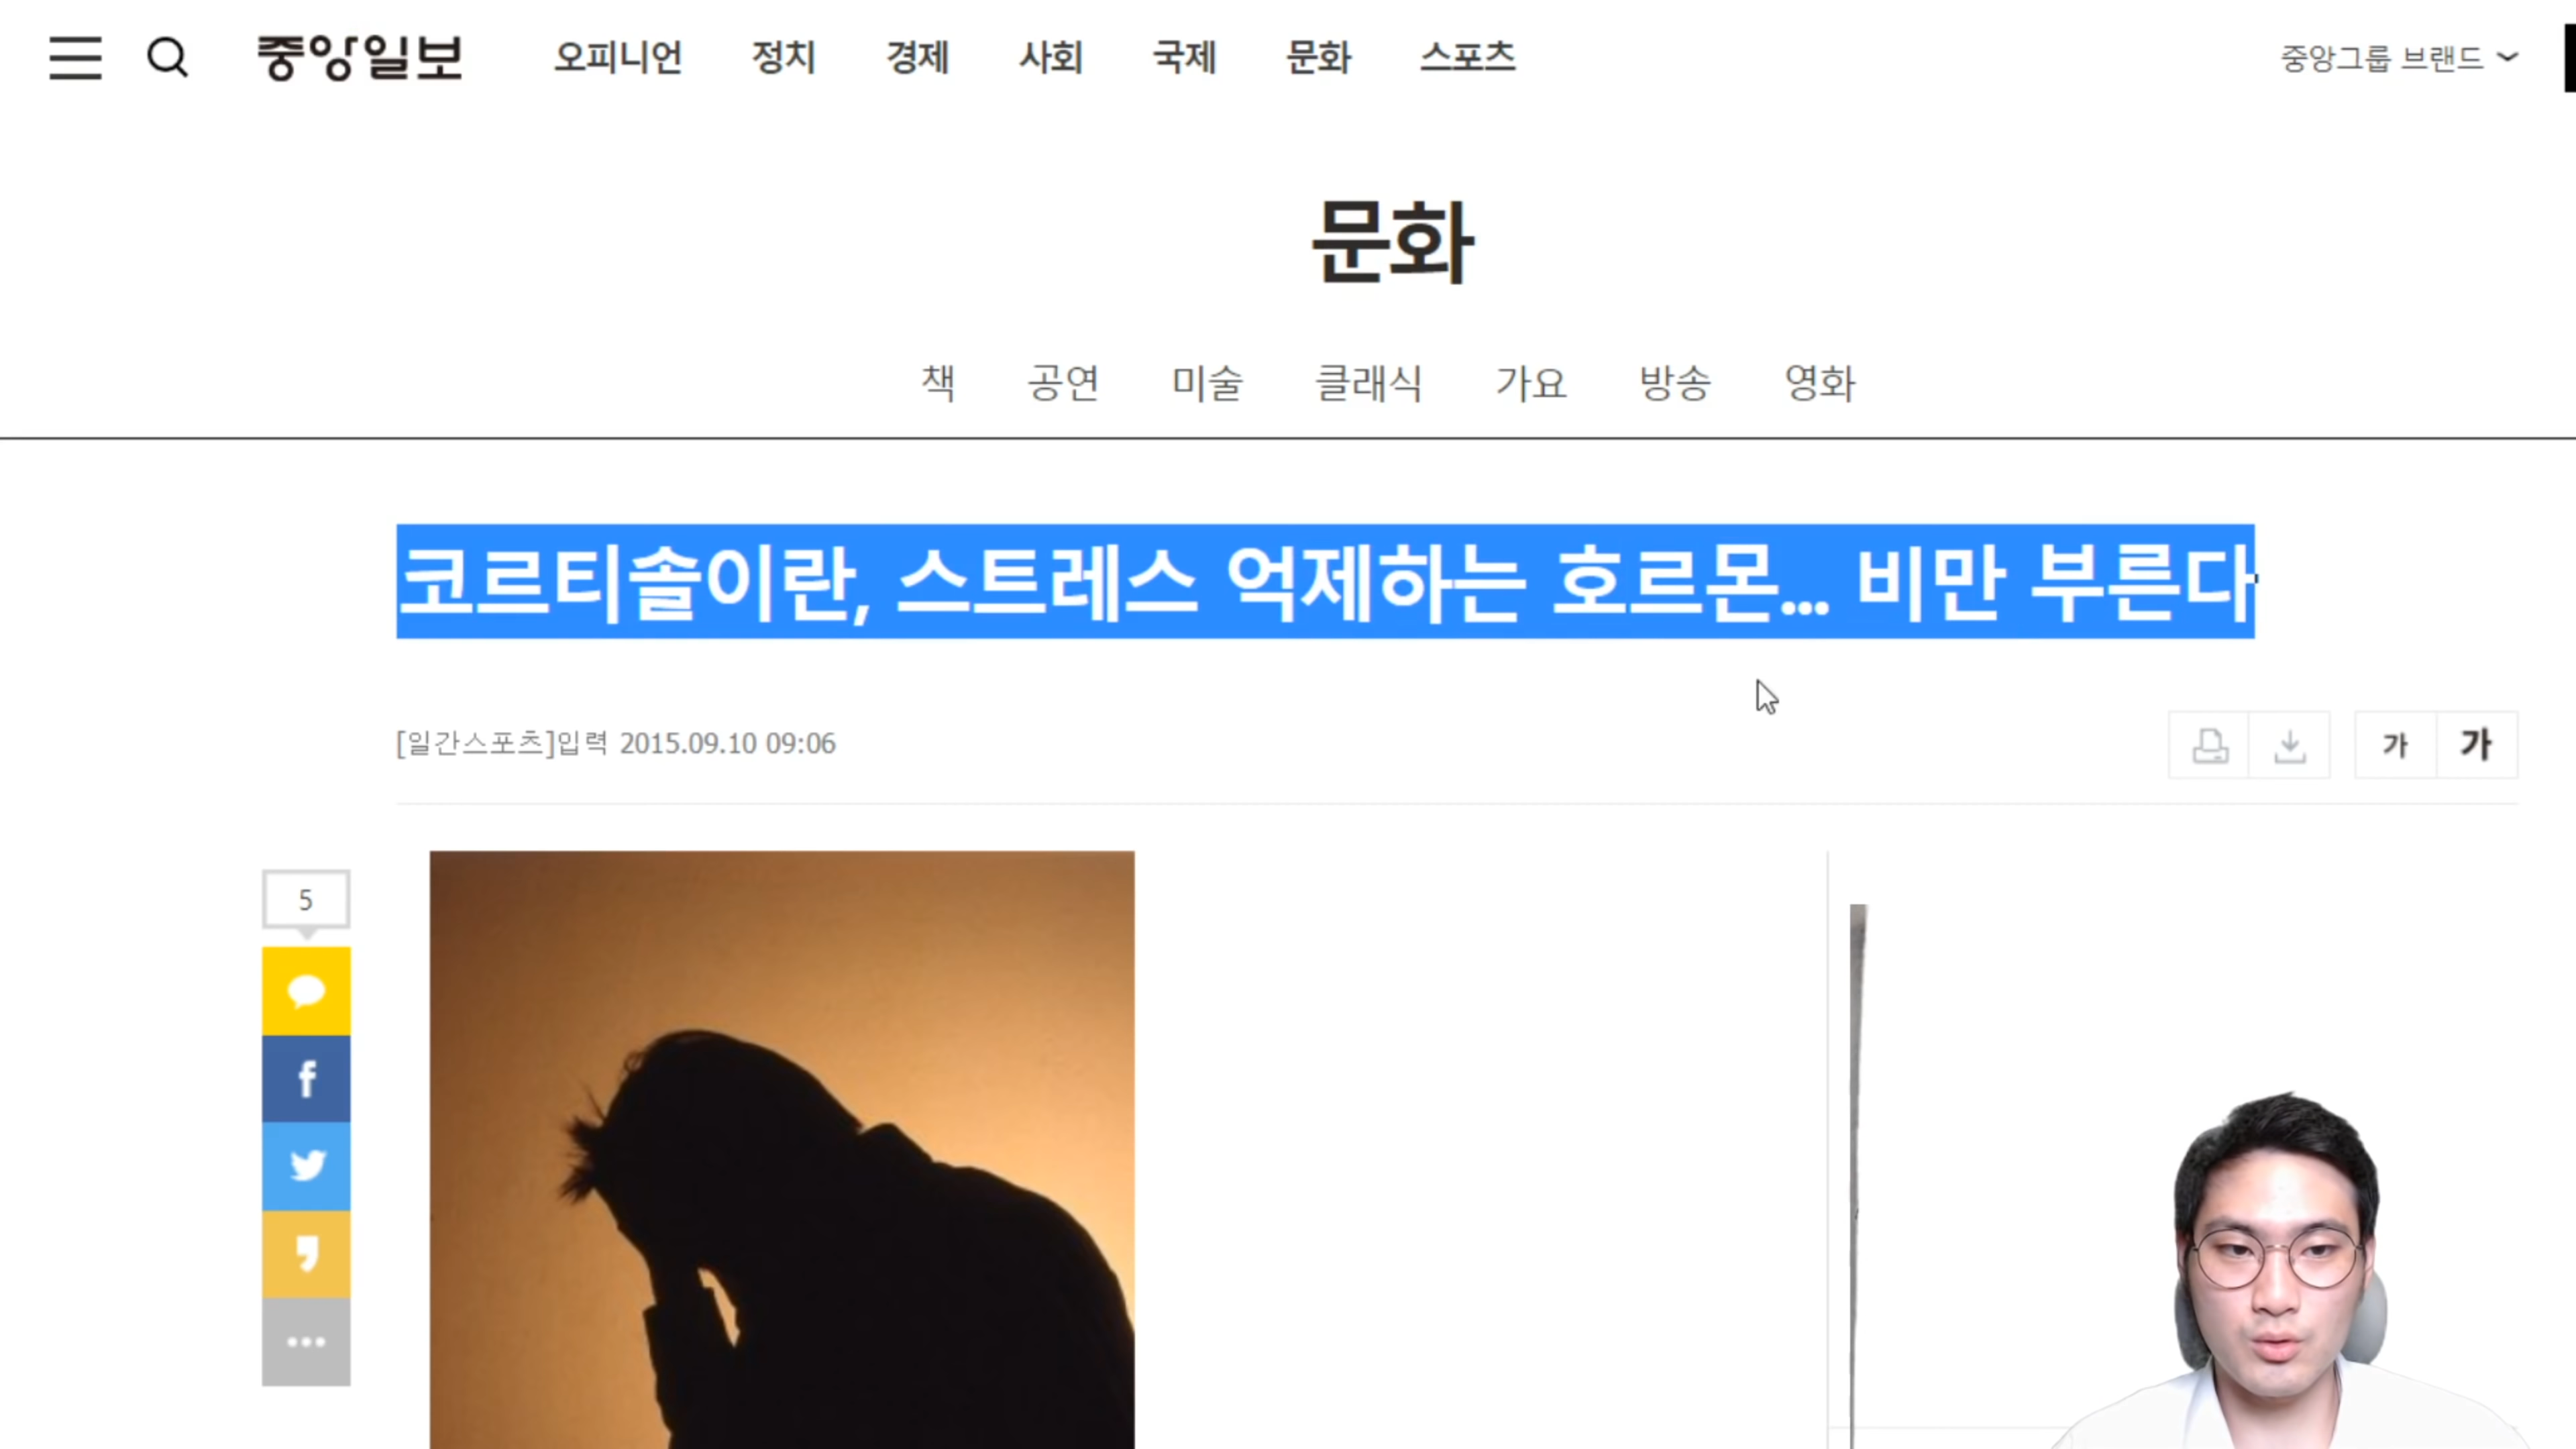 중앙일보 오피니언 정치 경제 사회 국제 문화 스포츠 중앙그룹 브랜드
문화
책 공연 미술 클래식 가요 방송 영화
코르티솔이란, 스트레스 억제하는 호르몬... 비만 부른다
[일간스포츠]입력 2015.09.10 09:06
가 가
5